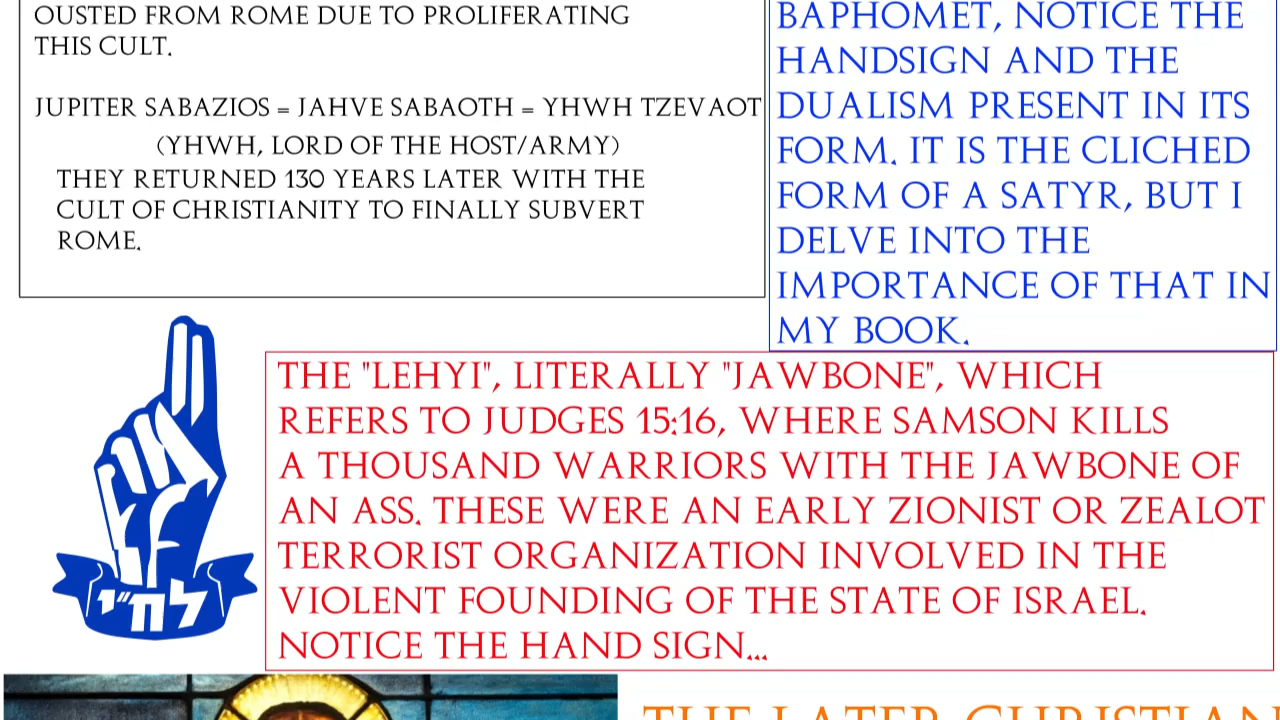 OUSTED FROM ROME DUE TO PROLIFERATING
THIS CULT.
JUPITER SABAZIOS = JAHVE SABAOTH = YHWH TZEVAOT
(YHWH, LORD OF THE HOST/ARMY)
THEY RETURNED 130 YEARS LATER WITH THE
CULT OF CHRISTIANITY TO FINALLY SUBVERT
ROME.
BAPHOMET, NOTICE THE
HANDSIGN AND THE
DUALISM PRESENT IN ITS
FORM. IT IS THE CLICHED
FORM OF A SATYR, BUT I
DELVE INTO THE
IMPORTANCE OF THAT IN
MY BOOK.
לח"י
THE "LEHYI", LITERALLY "JAWBONE", WHICH
REFERS TO JUDGES 15:16, WHERE SAMSON KILLS
A THOUSAND WARRIORS WITH THE JAWBONE OF
AN ASS. THESE WERE AN EARLY ZIONIST OR ZEALOT
TERRORIST ORGANIZATION INVOLVED IN THE
VIOLENT FOUNDING OF THE STATE OF ISRAEL.
NOTICE THE HAND SIGN...
THE LATER CHRISTIAN